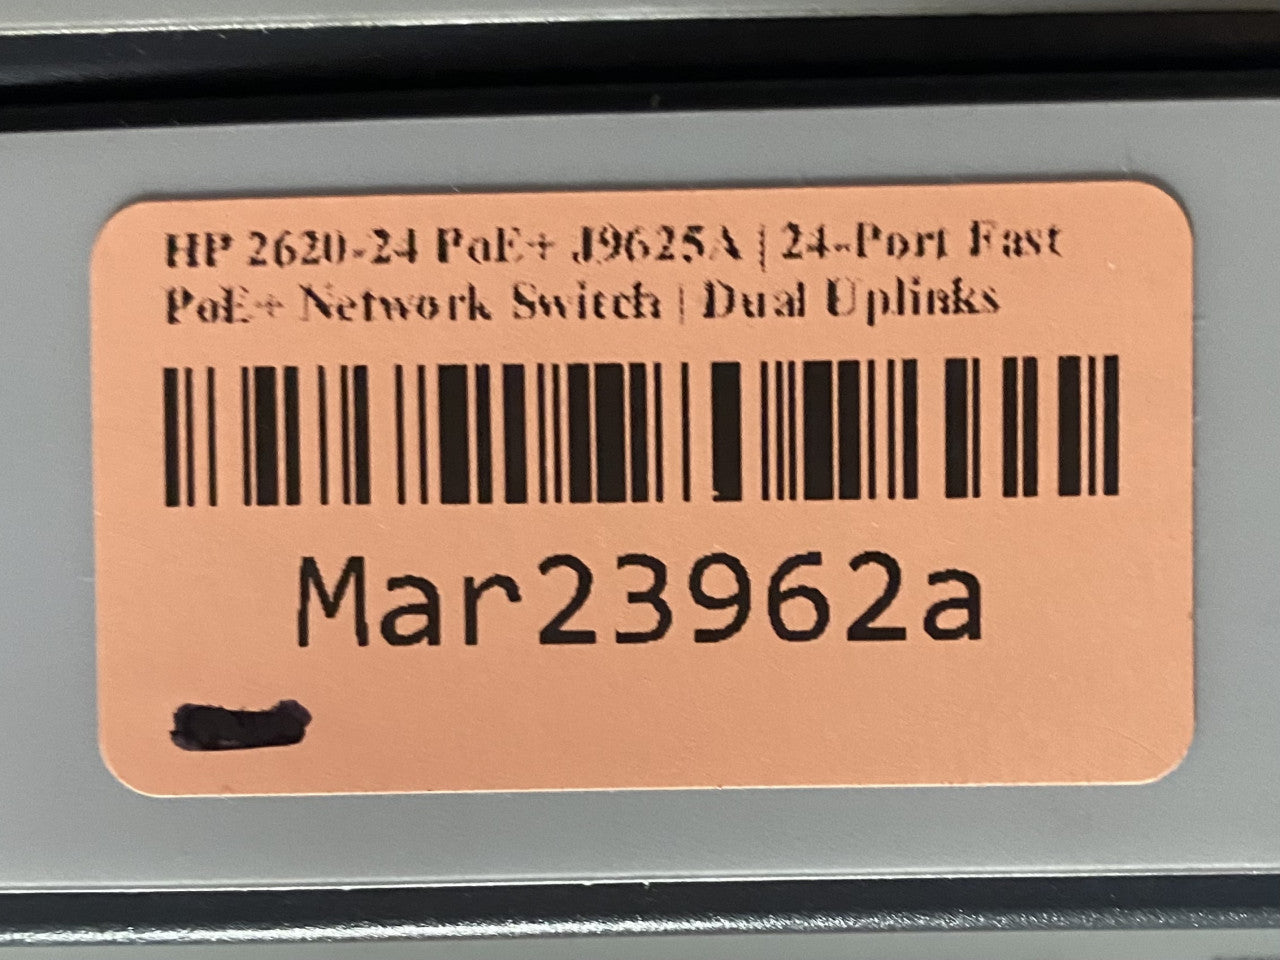 HP 2620-24 PoE+ J9625A | 24-Port Fast
PoE+ Network Switch | Dual Uplinks
Mar23962a